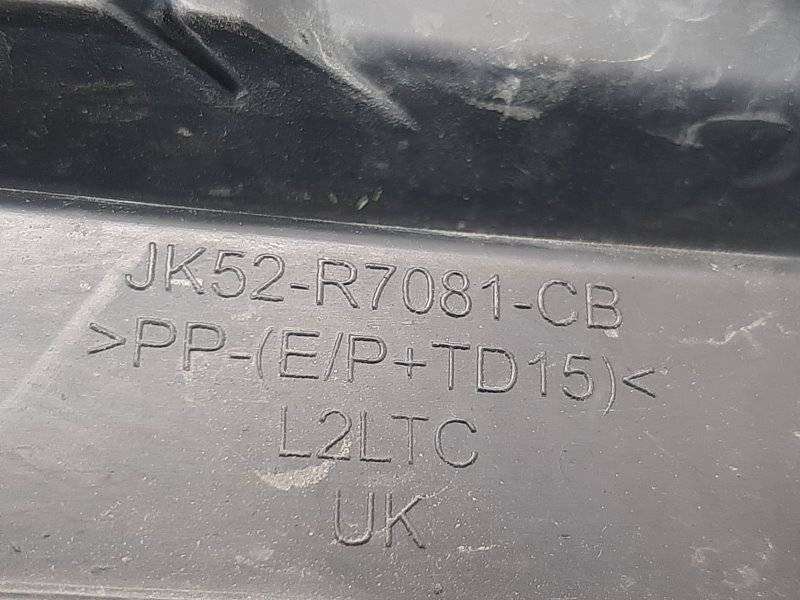 JK52-R7081-CB
>PP-(E/P+TD15)<
L2LTC
UK